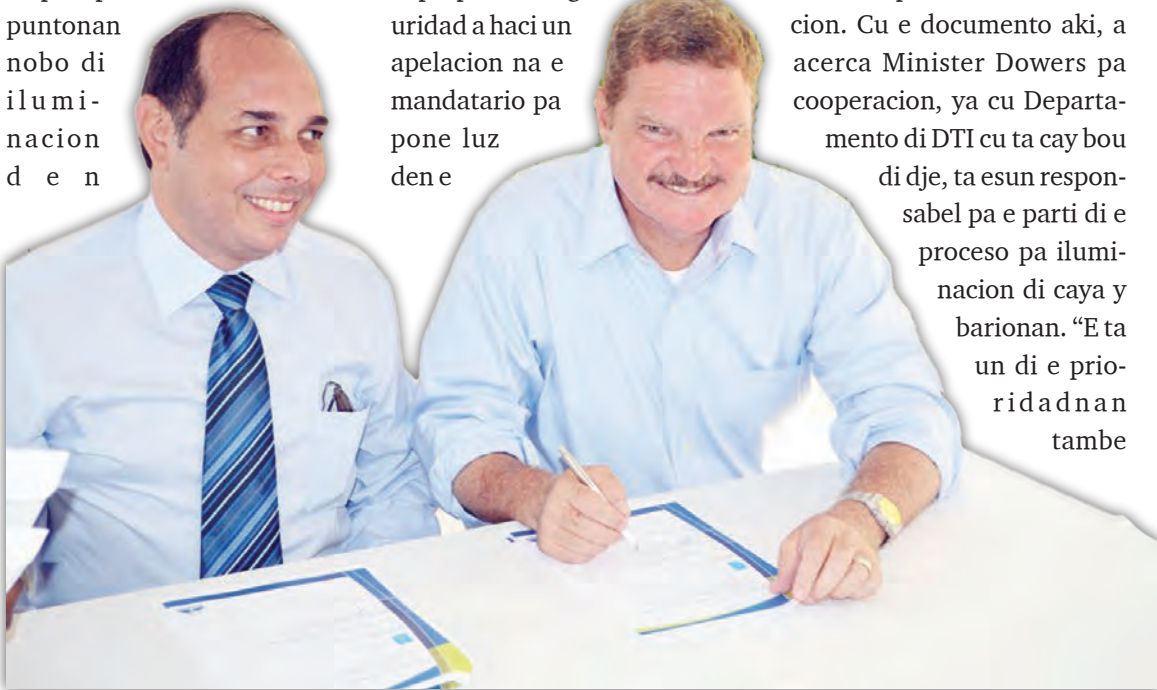 puntonan
nobo di
ilumi-
nacion
den
uridad a haci un
apelacion na e
mandatario pa
pone luz
den e
cion. Cu e documento aki, a
acerca Minister Dowers pa
cooperacion, ya cu Departa-
mento di DTI cu ta cay bou
di dje, ta esun respon-
sabel pa e parti di e
proceso pa ilumi-
nacion di caya y
barionan. “E ta
un di e prio-
ridadnan
tambe